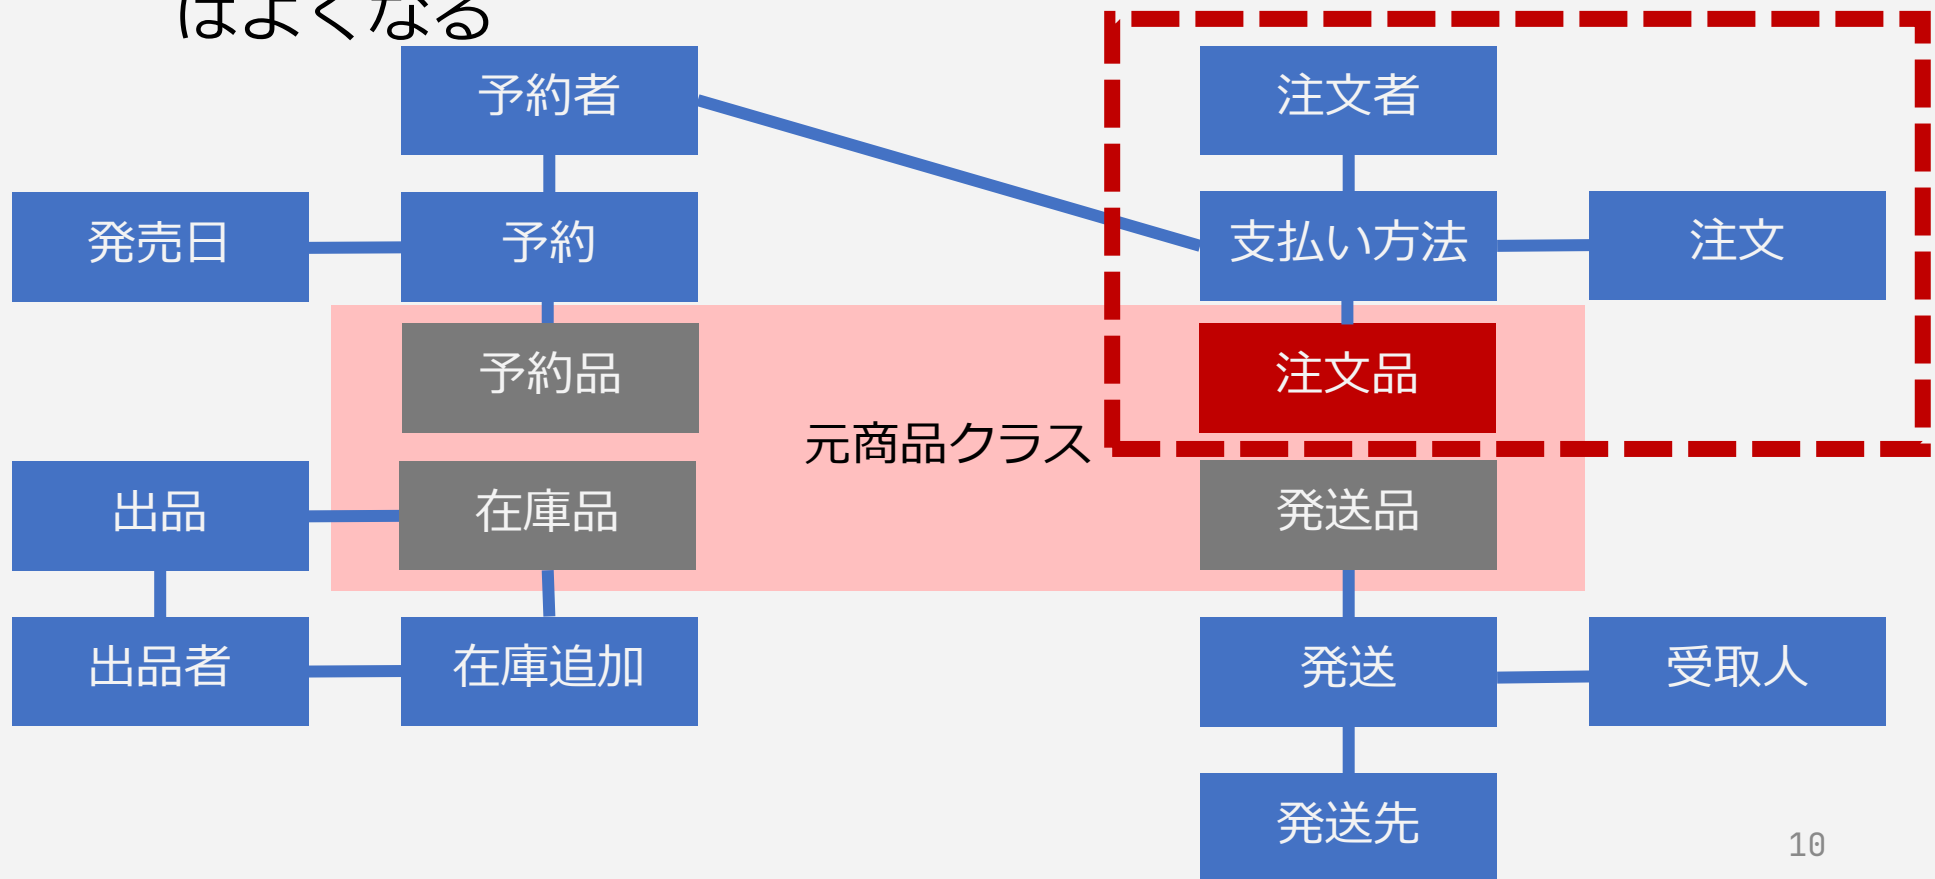 はよくなる
予約者
注文者
発売日
予約
支払い方法
注文
予約品
注文品
元商品クラス
出品
在庫品
発送品
出品者
在庫追加
発送
受取人
発送先
10